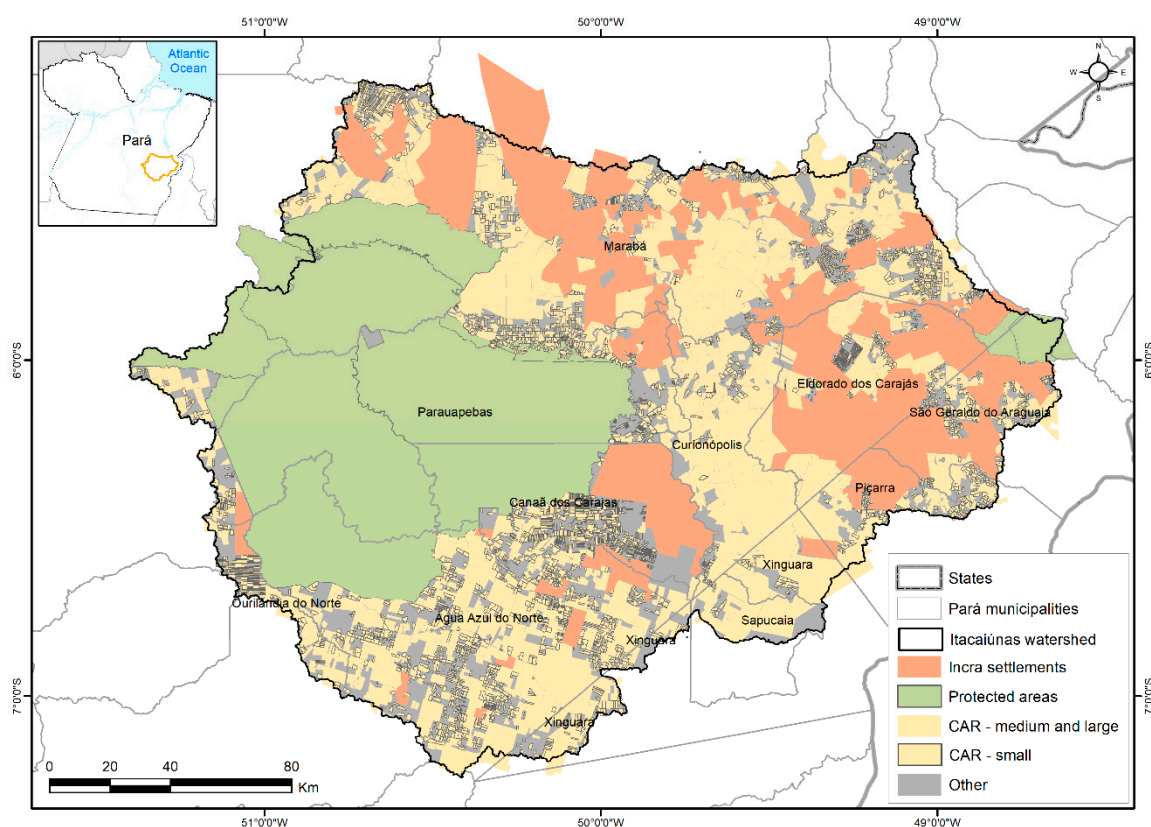 51°0'0"W
50°0'0"W
49°0'0"W
Atlantic
Ocean
Pará
N
W
E
S
Marabá
6°0'0"S
6°0'0"S
Eldorado dos Carajás
Parauapebas
São Geraldo do Araguaia
Curionópolis
Piçarra
Canaã dos Carajas
Xinguara
Ourilândia do Norte
Agua Azul do Norte
Sapucaia
Xinguara
7°0'0"S
7°0'0"S
Xinguara
States
Pará municipalities
Itacaiúnas watershed
Incra settlements
Protected areas
CAR - medium and large
CAR - small
Other
0
20
40
80
Km
51°0'0"W
50°0'0"W
49°0'0"W